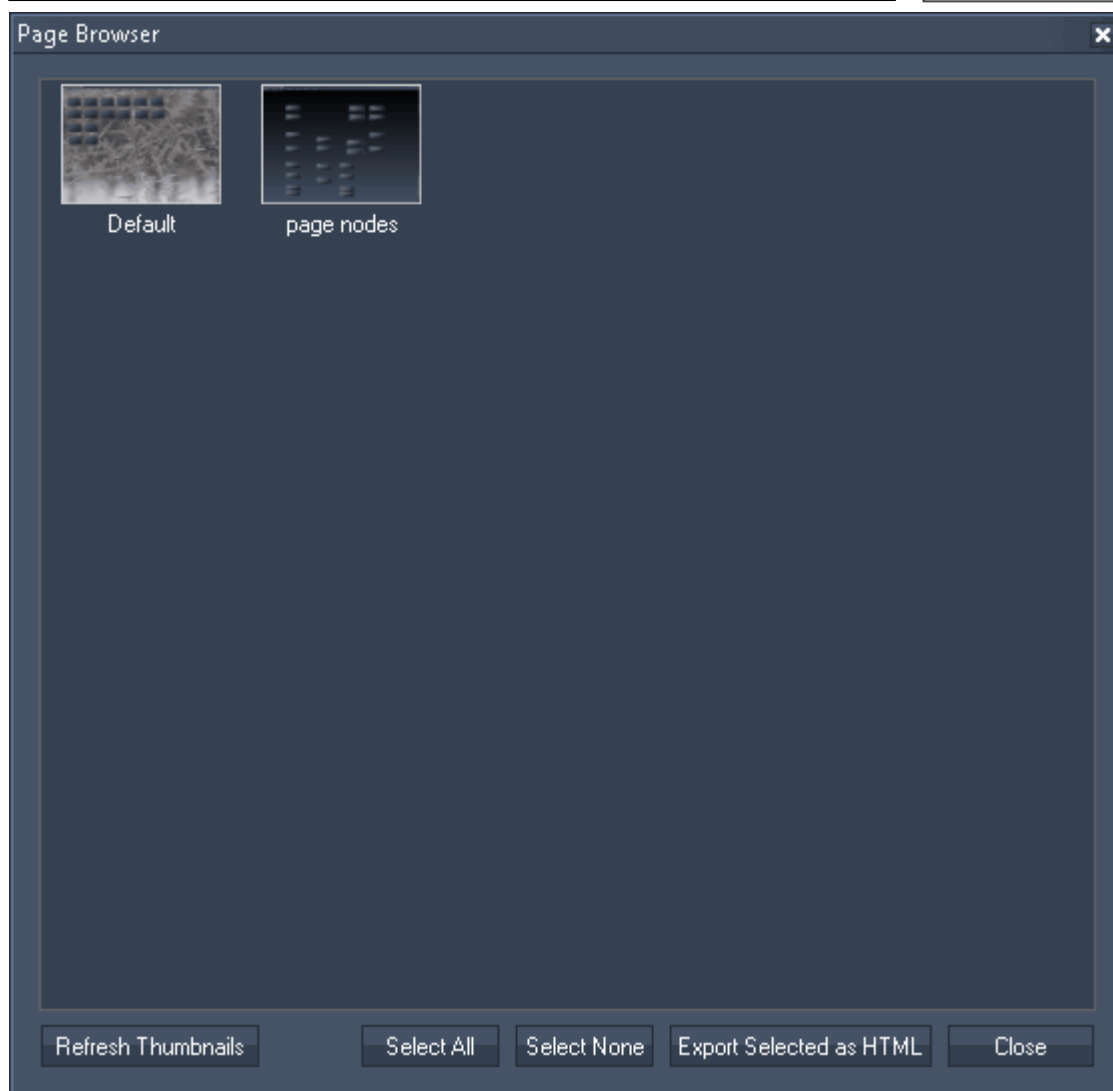 Page Browser
Default
page nodes
Refresh Thumbnails
Select All
Select None
Export Selected as HTML
Close